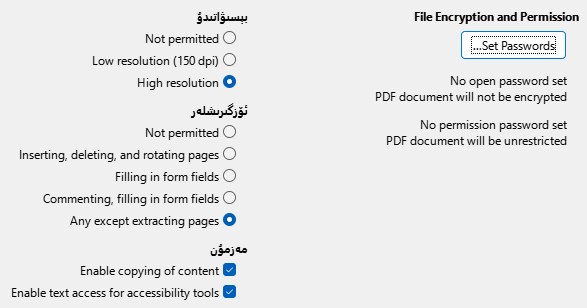 File Encryption and Permission
...Set Passwords
No open password set
PDF document will not be encrypted
No permission password set
PDF document will be unrestricted
بېسىۋاتىدۇ
Not permitted
Low resolution (150 dpi)
High resolution
ئۆزگىرىشلەر
Not permitted
Inserting, deleting, and rotating pages
Filling in form fields
Commenting, filling in form fields
Any except extracting pages
مەزمۇن
Enable copying of content
Enable text access for accessibility tools